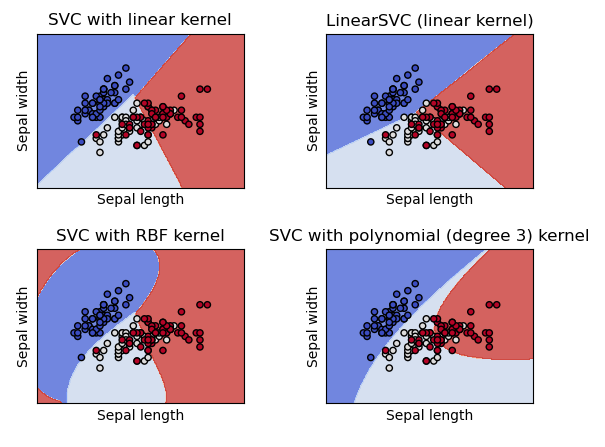 SVC with linear kernel
LinearSVC (linear kernel)
Sepal width
Sepal width
Sepal length
Sepal length
SVC with RBF kernel
SVC with polynomial (degree 3) kernel
Sepal width
Sepal width
Sepal length
Sepal length